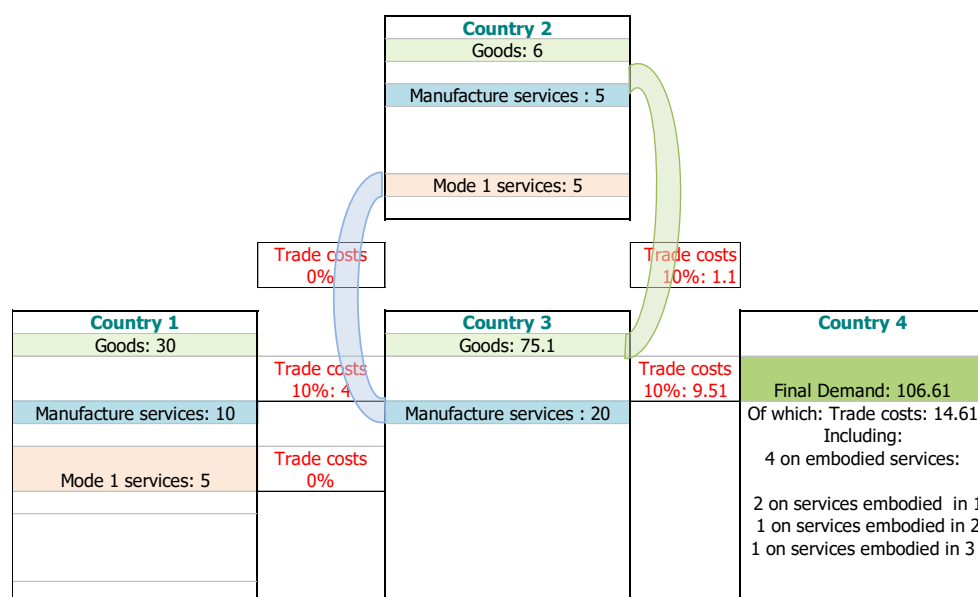 Country 2
Goods: 6
Manufacture services : 5
Mode 1 services: 5
Trade costs
0%
Trade costs
10%: 1.1
Country 1
Goods: 30
Trade costs
10%: 4
Manufacture services: 10
Trade costs
0%
Mode 1 services: 5
Country 3
Goods: 75.1
Manufacture services : 20
Trade costs
10%: 9.51
Country 4
Final Demand: 106.61
Of which: Trade costs: 14.61
Including:
4 on embodied services:
2 on services embodied in 1
1 on services embodied in 2
1 on services embodied in 3